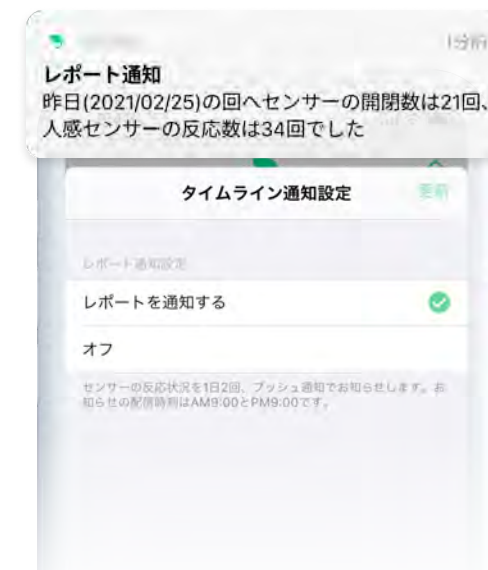 1分前
レポート通知
昨日(2021/02/25)の回へセンサーの開閉数は21回、
人感センサーの反応数は34回でした
タイムライン通知設定
更新
レポート通知設定
レポートを通知する
オフ
センサーの反応状況を1日2回、プッシュ通知でお知らせします。お
知らせの配信時刻はAM9:00とPM9:00です。